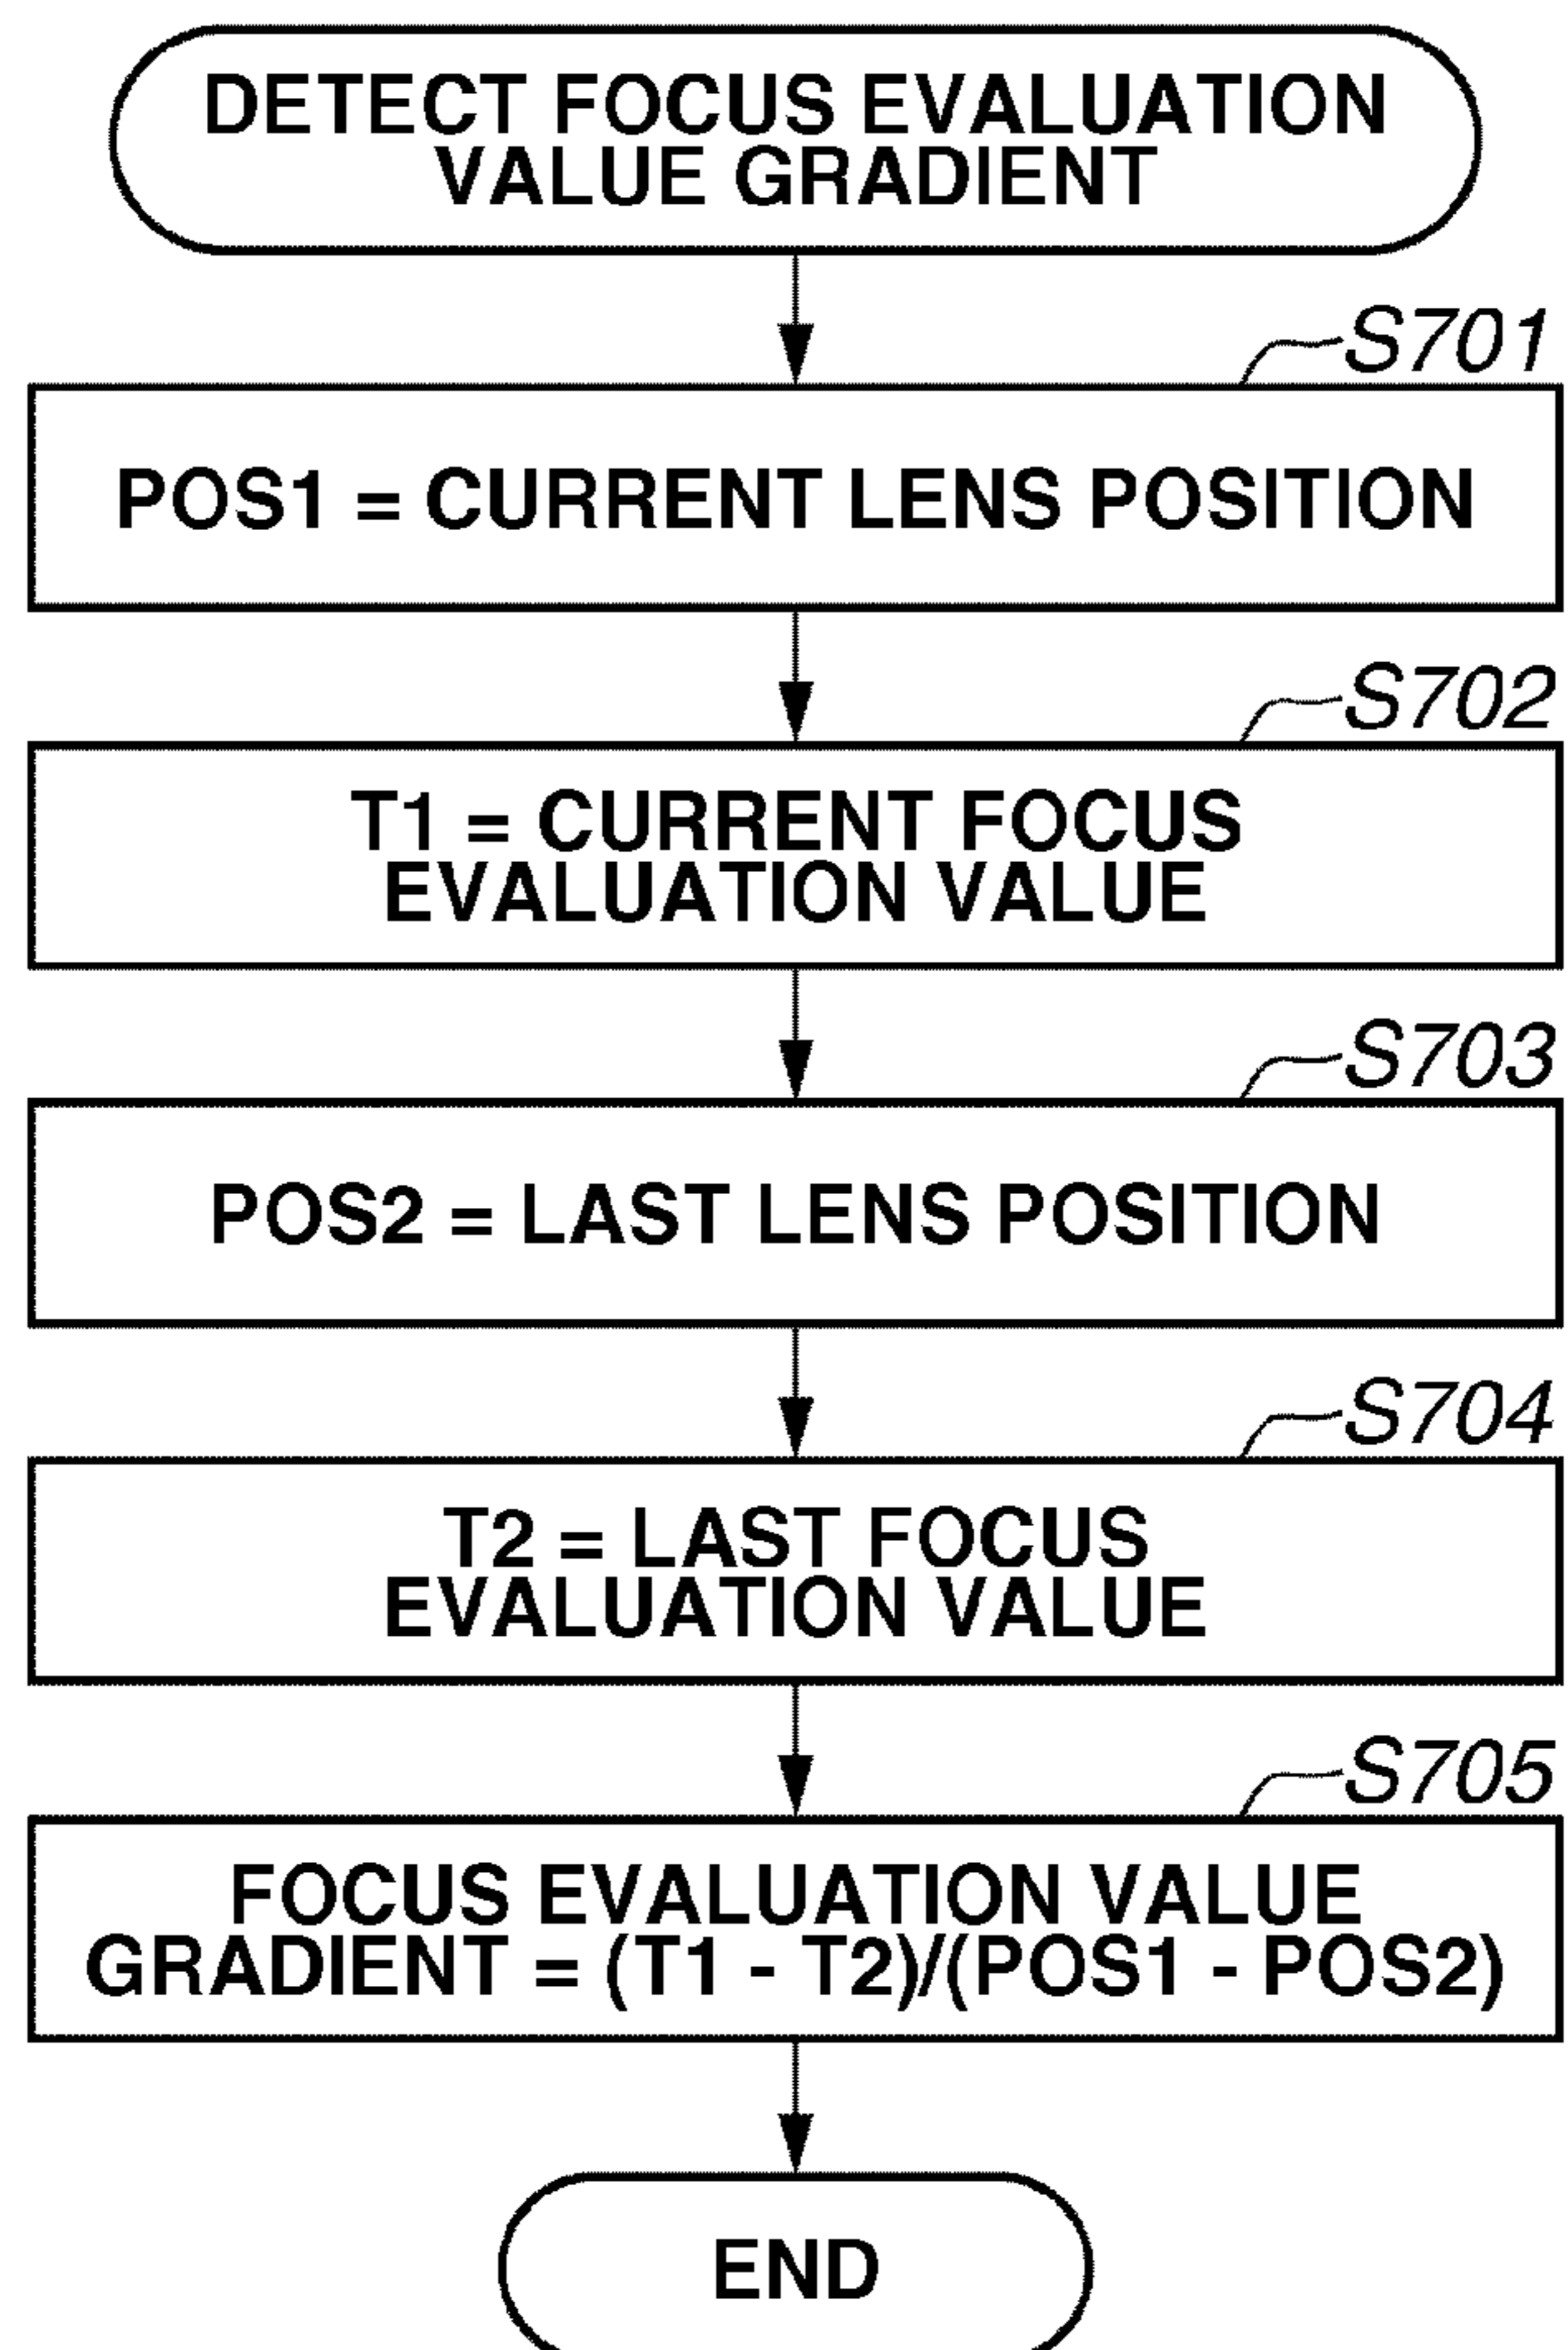 DETECT FOCUS EVALUATION
VALUE GRADIENT
S701
POS1 = CURRENT LENS POSITION
S702
T1 = CURRENT FOCUS
EVALUATION VALUE
S703
POS2 = LAST LENS POSITION
S704
T2 = LAST FOCUS
EVALUATION VALUE
S705
FOCUS EVALUATION VALUE
GRADIENT = (T1 - T2)/(POS1 - POS2)
END